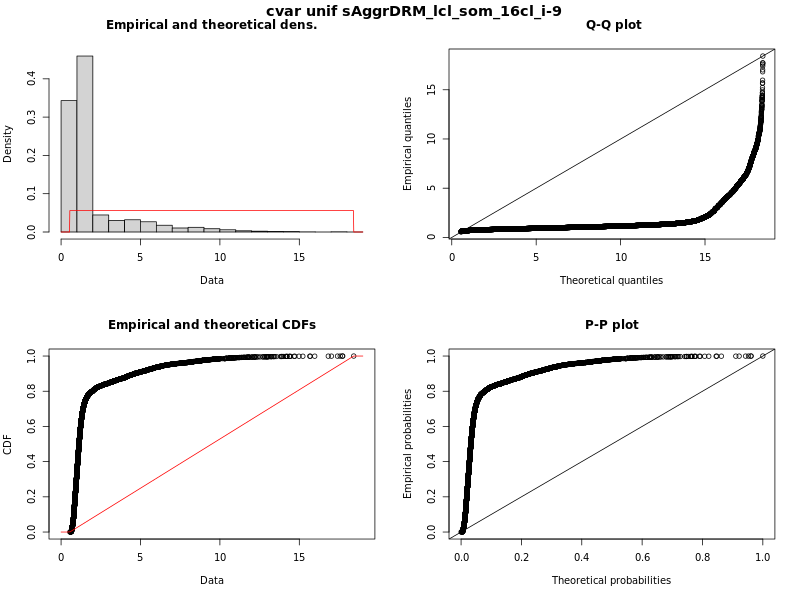 cvar unif sAggrDRM_lcl_som_16cl_i-9
Empirical and theoretical dens.
Density
0.0 0.1 0.2 0.3 0.4
0 5 10 15
Data
Q-Q plot
Empirical quantiles
0 5 10 15
0 5 10 15
Theoretical quantiles
Empirical and theoretical CDFs
CDF
0.0 0.2 0.4 0.6 0.8 1.0
0 5 10 15
Data
P-P plot
Empirical probabilities
0.0 0.2 0.4 0.6 0.8 1.0
0.0 0.2 0.4 0.6 0.8 1.0
Theoretical probabilities